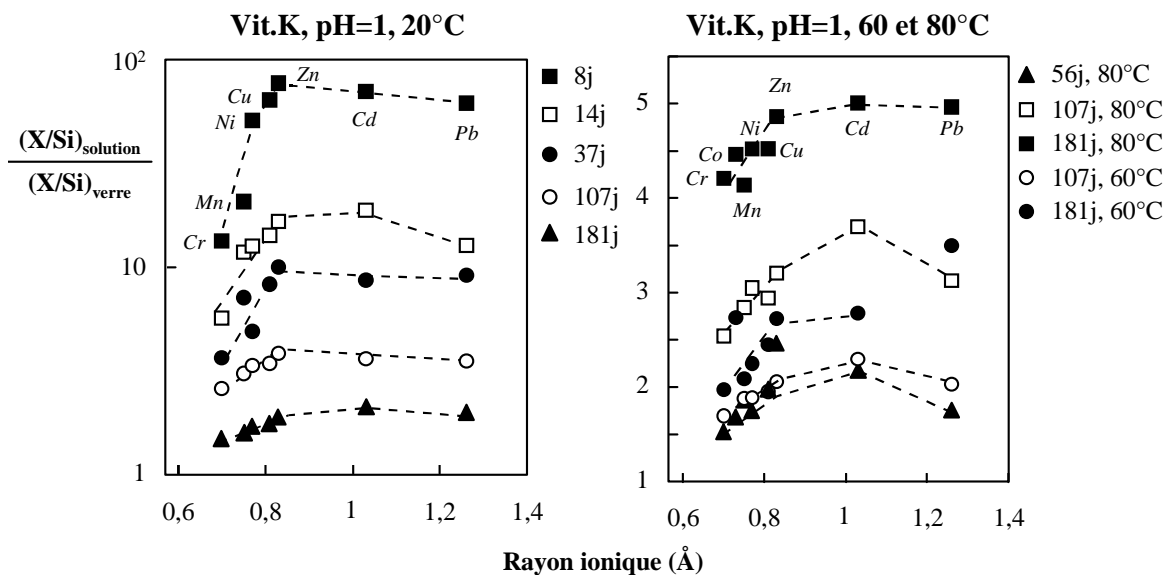 Vit.K, pH=1, 20°C
(X/Si)solution
(X/Si)verre
10²
10
1
Zn
Cu
Ni
Cd
Pb
Mn
Cr
0,6 0,8 1 1,2 1,4
8j
14j
37j
107j
181j
Vit.K, pH=1, 60 et 80°C
5
4
3
2
1
Zn
Ni
Cd
Pb
Co
Cu
Cr
Mn
0,6 0,8 1 1,2 1,4
56j, 80°C
107j, 80°C
181j, 80°C
107j, 60°C
181j, 60°C
Rayon ionique (Å)